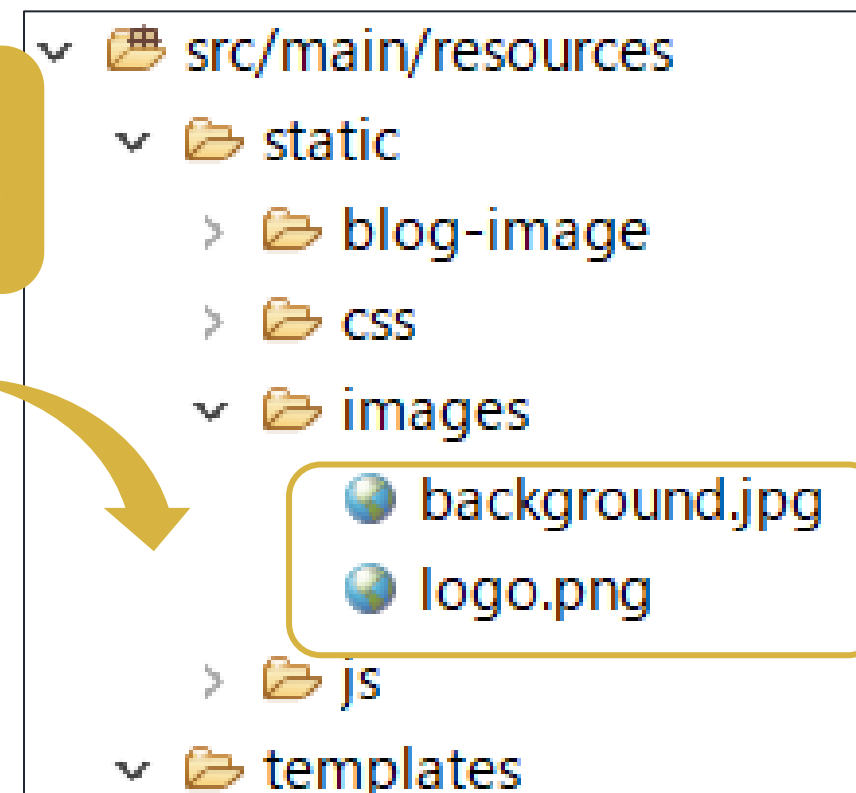 src/main/resources
static
blog-image
css
images
background.jpg
logo.png
js
templates